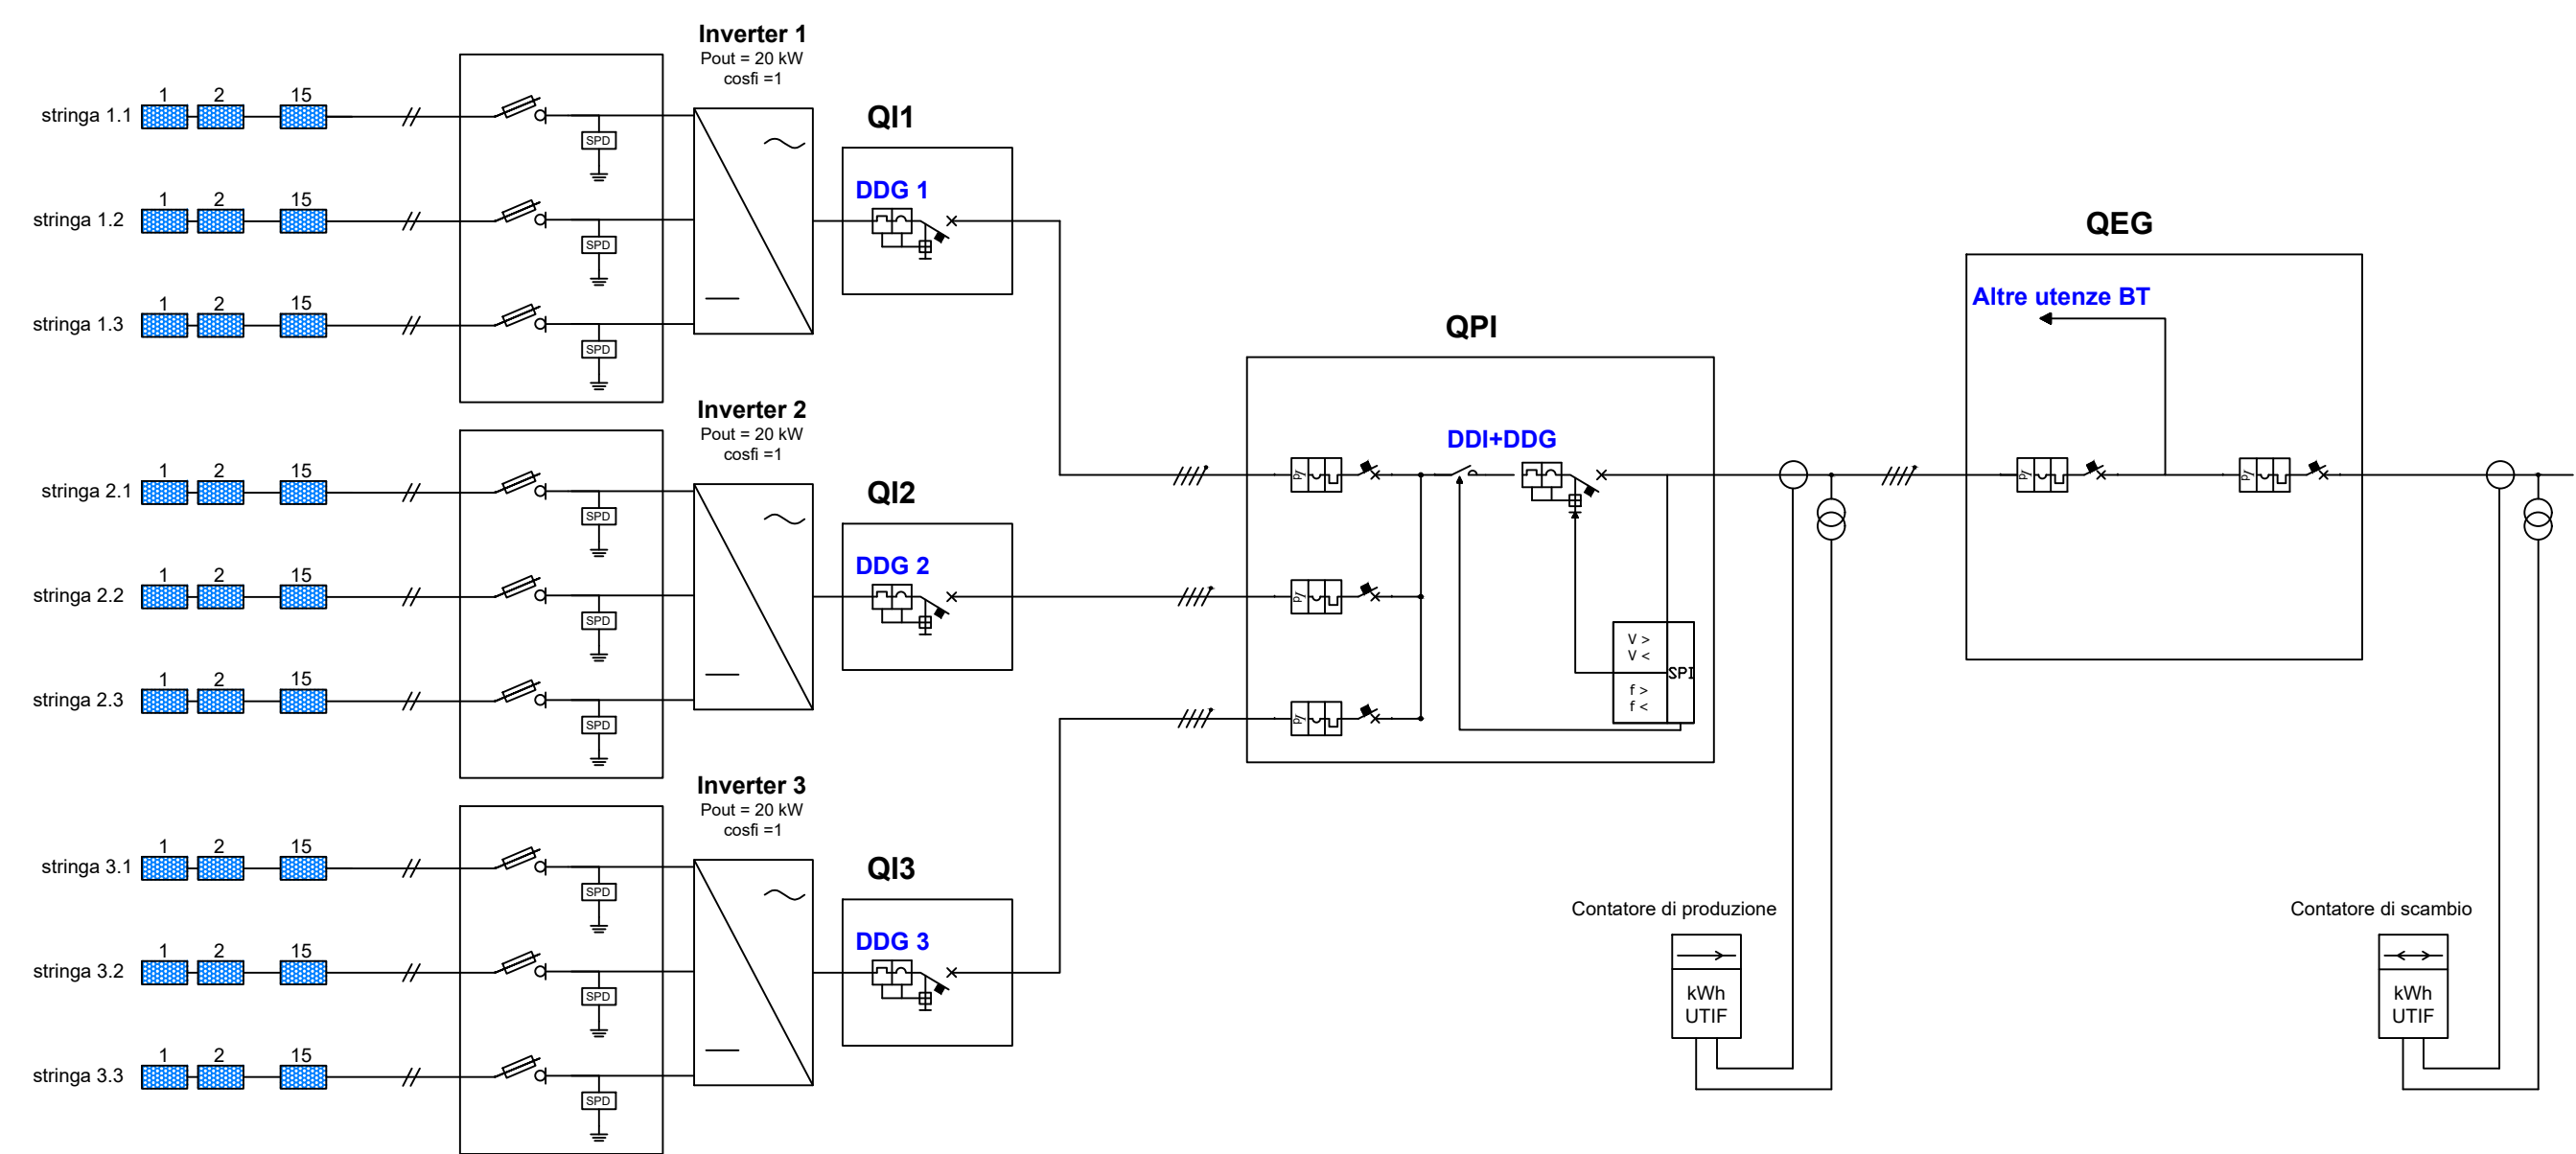 Inverter 1
Pout = 20 kW
cosfi =1
stringa 1.1
1 2 15
SPD
stringa 1.2
1 2 15
SPD
stringa 1.3
1 2 15
SPD
QI1
DDG 1
Inverter 2
Pout = 20 kW
cosfi =1
stringa 2.1
1 2 15
SPD
stringa 2.2
1 2 15
SPD
stringa 2.3
1 2 15
SPD
QI2
DDG 2
Inverter 3
Pout = 20 kW
cosfi =1
stringa 3.1
1 2 15
SPD
stringa 3.2
1 2 15
SPD
stringa 3.3
1 2 15
SPD
QI3
DDG 3
QPI
DDI+DDG
V >
V <
SPI
f >
f <
QEG
Altre utenze BT
Contatore di produzione
kWh
UTIF
Contatore di scambio
kWh
UTIF